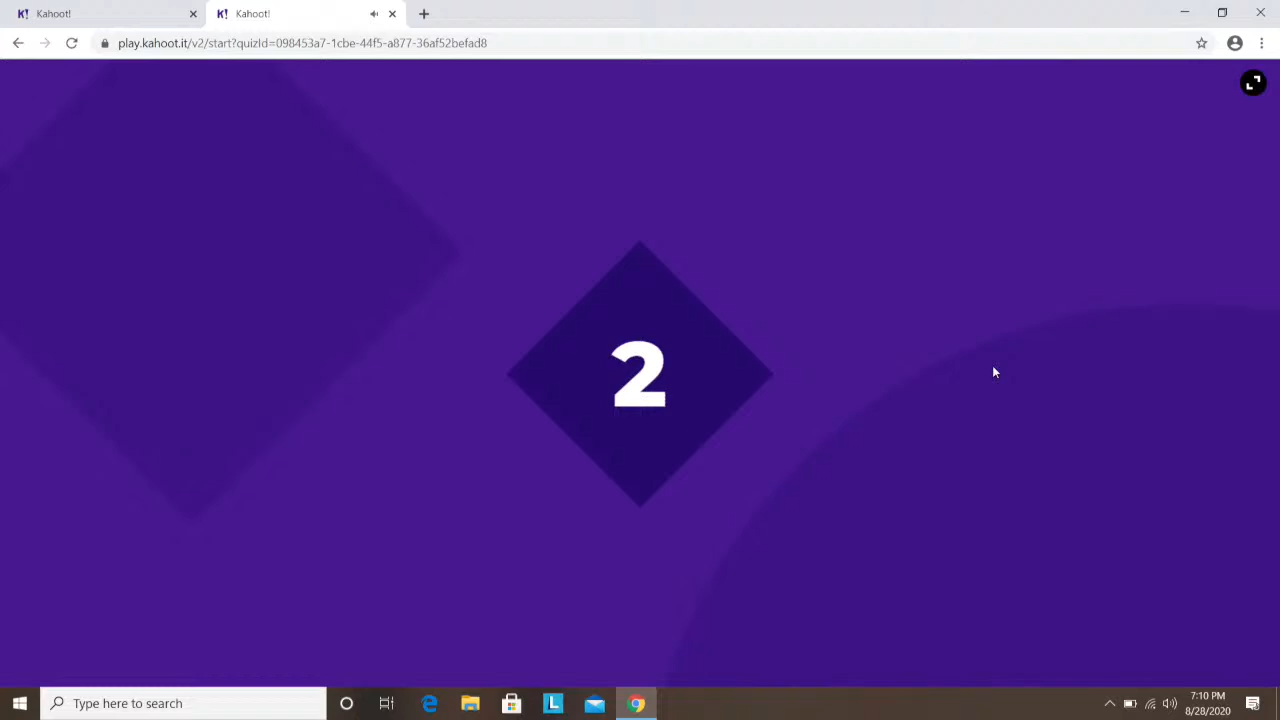 K! Kahoot!
K! Kahoot!
play.kahoot.it/v2/start?quizId=098453a7-1cbe-44f5-a877-36af52befad8
2
Type here to search
L
7:10 PM
8/28/2020